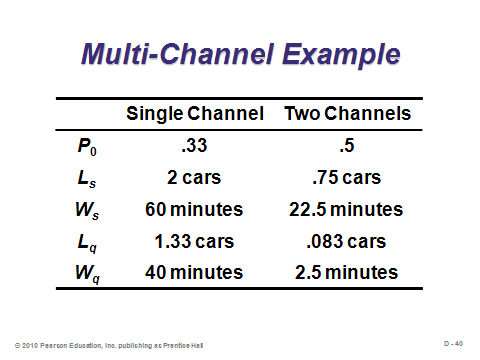 Multi-Channel Example
Single Channel Two Channels
P0 .33 .5
Ls 2 cars .75 cars
Ws 60 minutes 22.5 minutes
Lq 1.33 cars .083 cars
Wq 40 minutes 2.5 minutes
© 2010 Pearson Education, Inc. publishing as Prentice Hall
D - 40